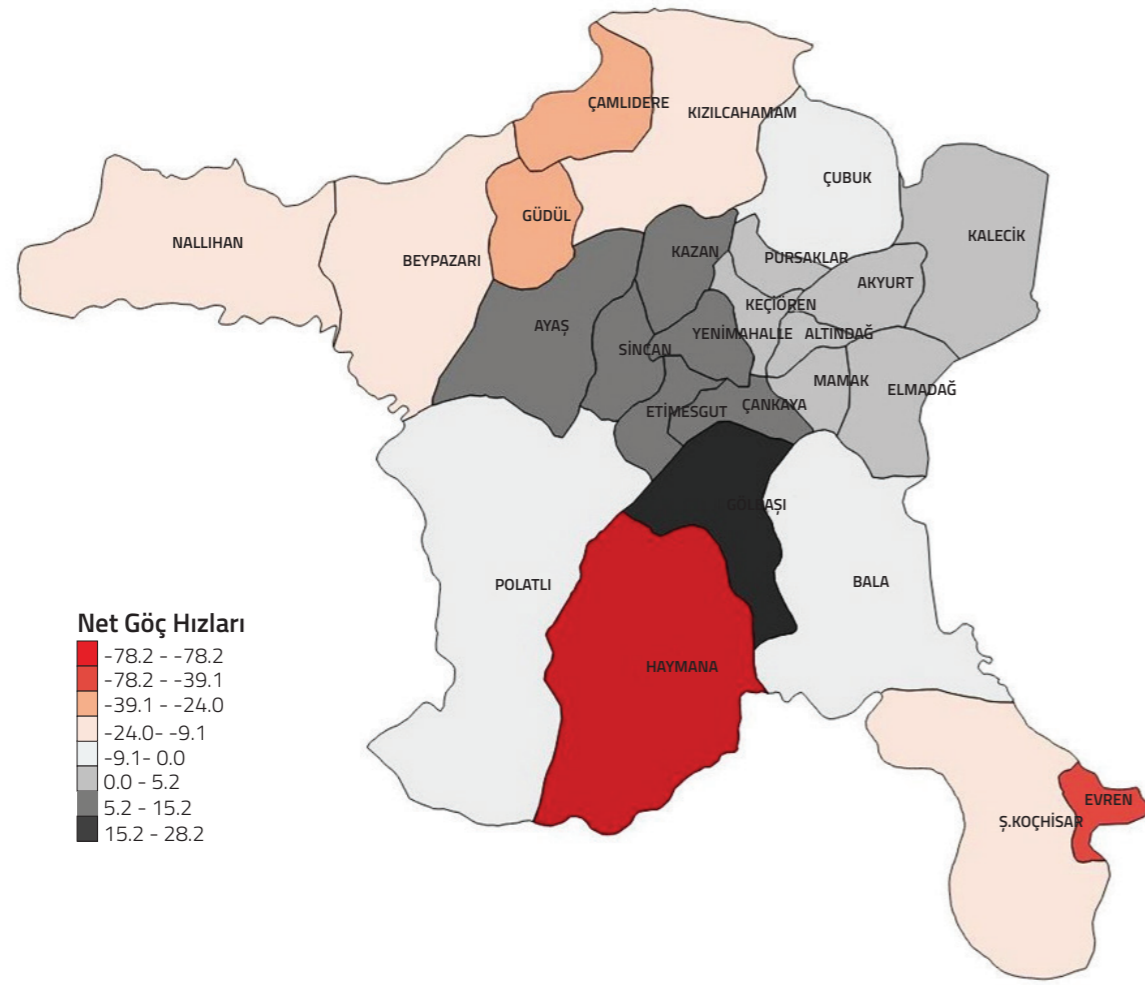 ÇAMLIDERE
KIZILCAHAMAM
ÇUBUK
GÜDÜL
KALECİK
NALLIHAN
BEYPAZARI
KAZAN
PURSAKLAR
AKYURT
KEÇİÖREN
AYAŞ
YENİMAHALLE
ALTINDAĞ
SİNCAN
MAMAK
ELMADAĞ
ETİMESGUT
ÇANKAYA
GÖLBAŞI
POLATLI
BALA
HAYMANA
EVREN
Ş.KOÇHİSAR
Net Göç Hızları
-78.2 - -78.2
-78.2 - -39.1
-39.1 - -24.0
-24.0- -9.1
-9.1- 0.0
0.0 - 5.2
5.2 - 15.2
15.2 - 28.2